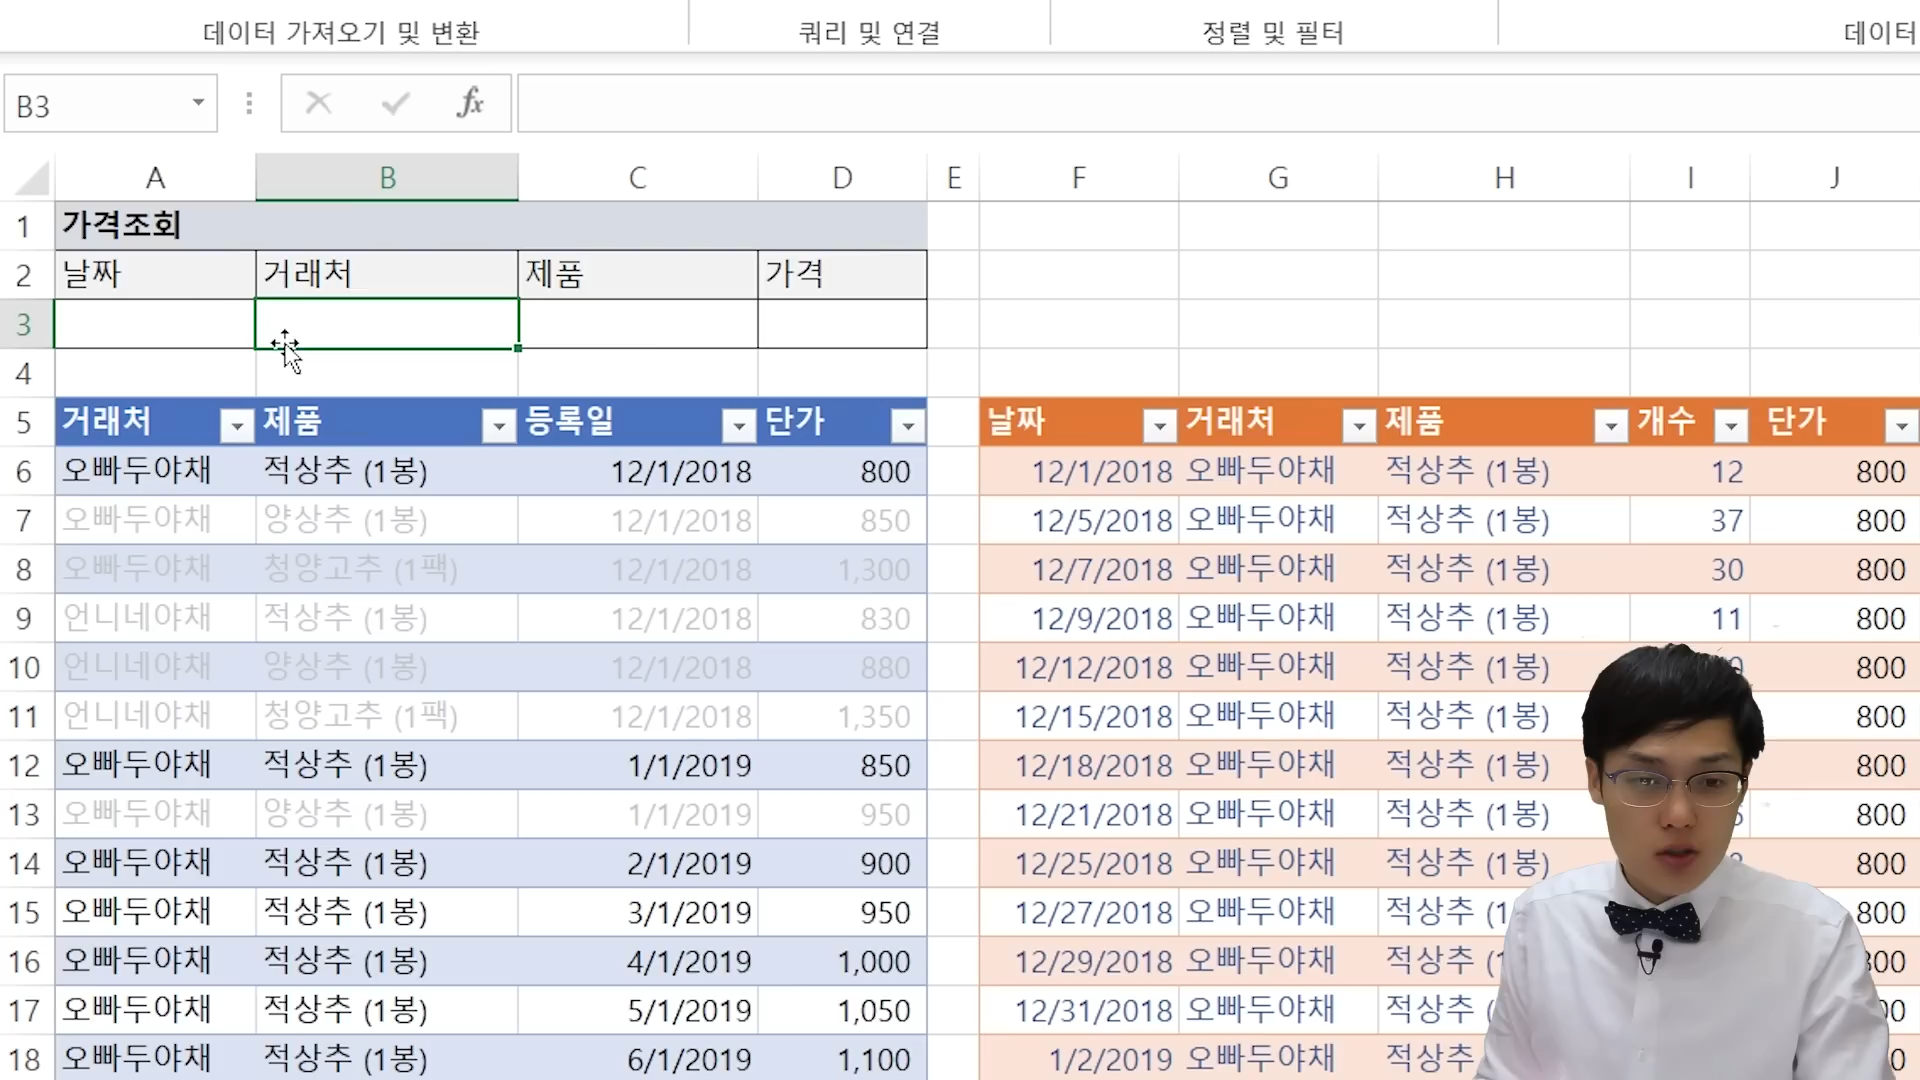 데이터 가져오기 및 변환 쿼리 및 연결 정렬 및 필터 데이터
B3 fx
A B C D E F G H I J
1 가격조회
2 날짜 거래처 제품 가격
3
4
5 거래처 제품 등록일 단가 날짜 거래처 제품 개수 단가
6 오빠두야채 적상추 (1봉) 12/1/2018 800 12/1/2018 오빠두야채 적상추 (1봉) 12 800
7 오빠두야채 양상추 (1봉) 12/1/2018 850 12/5/2018 오빠두야채 적상추 (1봉) 37 800
8 오빠두야채 청양고추 (1팩) 12/1/2018 1,300 12/7/2018 오빠두야채 적상추 (1봉) 30 800
9 언니네야채 적상추 (1봉) 12/1/2018 830 12/9/2018 오빠두야채 적상추 (1봉) 11 800
10 언니네야채 양상추 (1봉) 12/1/2018 880 12/12/2018 오빠두야채 적상추 (1봉) 800
11 언니네야채 청양고추 (1팩) 12/1/2018 1,350 12/15/2018 오빠두야채 적상추 (1봉) 800
12 오빠두야채 적상추 (1봉) 1/1/2019 850 12/18/2018 오빠두야채 적상추 (1봉) 800
13 오빠두야채 양상추 (1봉) 1/1/2019 950 12/21/2018 오빠두야채 적상추 (1봉) 800
14 오빠두야채 적상추 (1봉) 2/1/2019 900 12/25/2018 오빠두야채 적상추 (1봉) 800
15 오빠두야채 적상추 (1봉) 3/1/2019 950 12/27/2018 오빠두야채 적상추 800
16 오빠두야채 적상추 (1봉) 4/1/2019 1,000 12/29/2018 오빠두야채 적상추
17 오빠두야채 적상추 (1봉) 5/1/2019 1,050 12/31/2018 오빠두야채 적상추
18 오빠두야채 적상추 (1봉) 6/1/2019 1,100 1/2/2019 오빠두야채 적상추